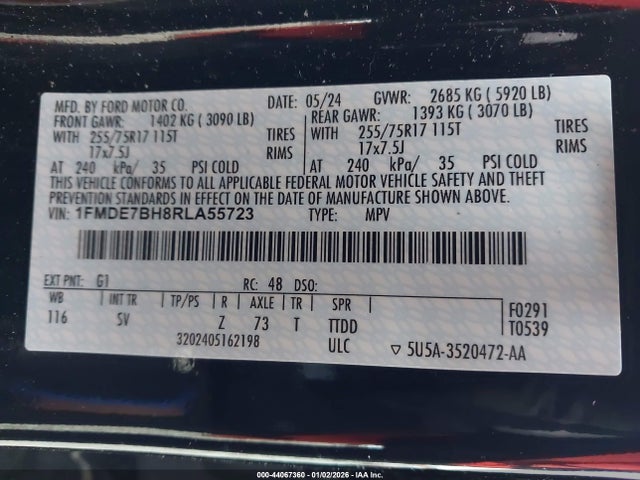 MFD. BY FORD MOTOR CO.
DATE: 05/24 GVWR: 2685 KG ( 5920 LB)
FRONT GAWR: 1402 KG ( 3090 LB)
REAR GAWR: 1393 KG ( 3070 LB)
WITH 255/75R17 115T TIRES
WITH 255/75R17 115T TIRES
17x7.5J RIMS
17x7.5J RIMS
AT 240 kPa/ 35 PSI COLD
AT 240 kPa/ 35 PSI COLD
THIS VEHICLE CONFORMS TO ALL APPLICABLE FEDERAL MOTOR VEHICLE SAFETY AND THEFT
PREVENTION STANDARDS IN EFFECT ON THE DATE OF MANUFACTURE SHOWN ABOVE.
VIN: 1FMDE7BH8RLA55723 TYPE: MPV
EXT PNT: G1 RC: 48 DSO:
WB INT TR TP/PS R AXLE TR SPR
116 SV Z 73 T TTDD
F0291
T0539
3202405162198 ULC ▽ 5U5A-3520472-AA
000-44067360 - 01/02/2026 - IAA Inc.